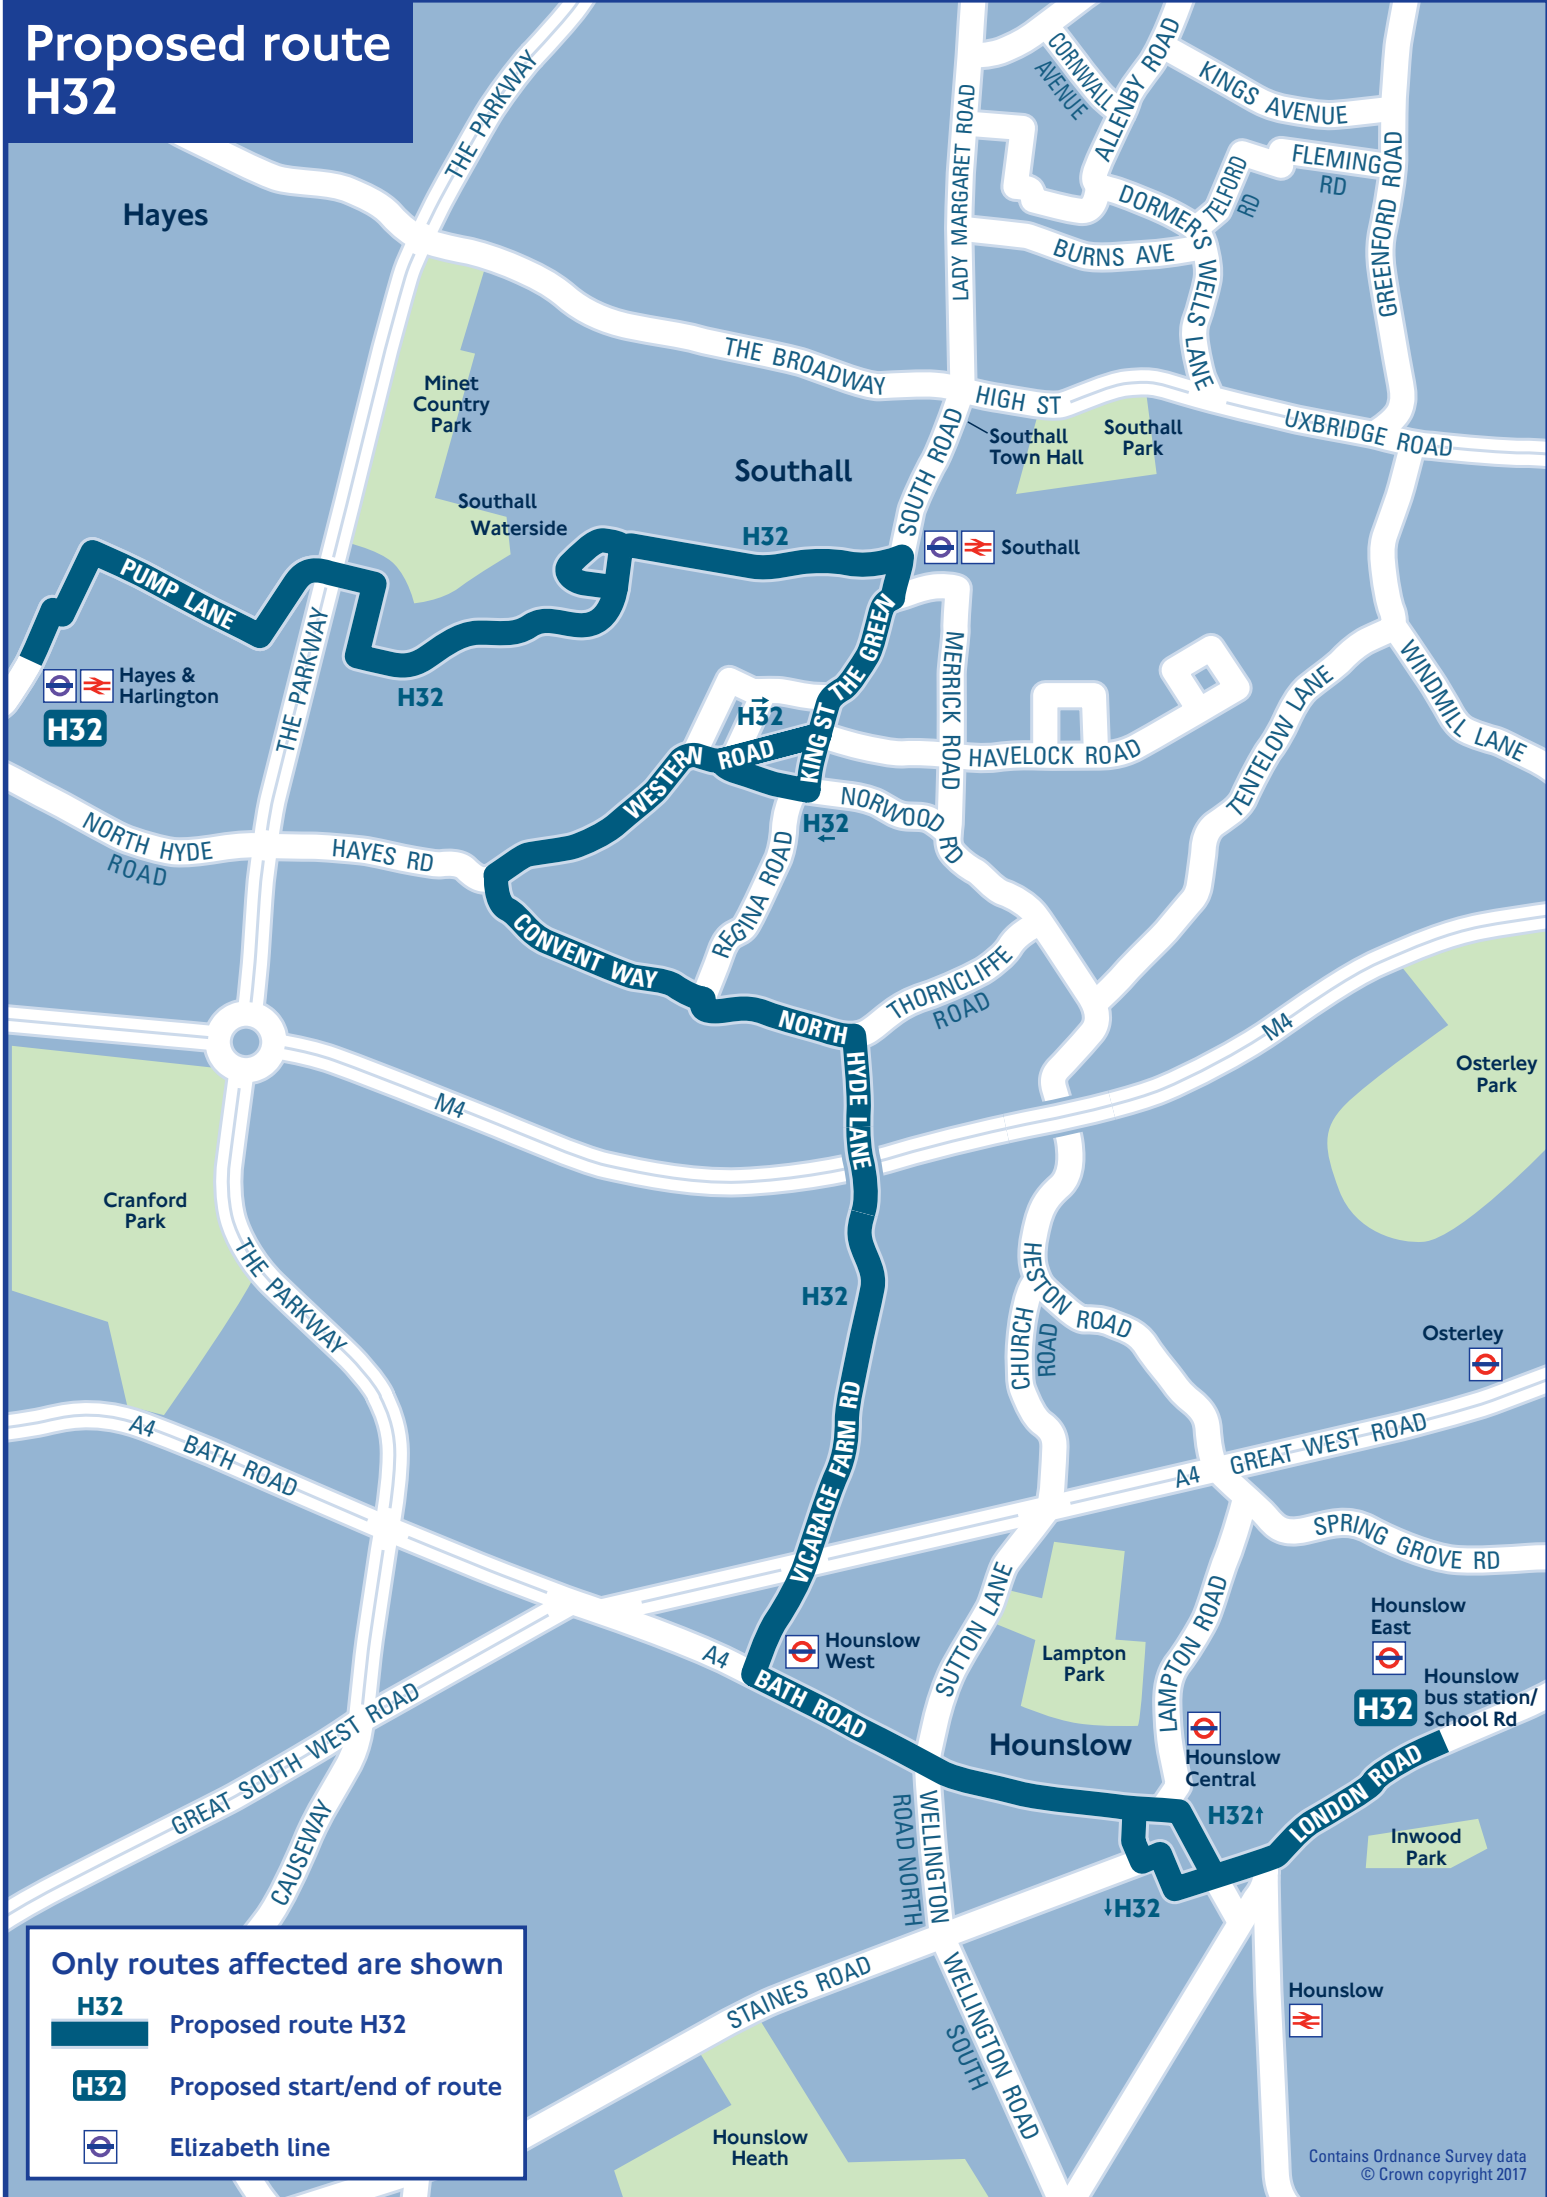 Proposed route
H32
THE PARKWAY
CORNWALL
AVENUE
ALLENBY ROAD
KINGS AVENUE
LADY MARGARET ROAD
FLEMING
RD
TELFORD
RD
GREENFORD ROAD
Hayes
DORMER'S WELLS LANE
BURNS AVE
THE BROADWAY
HIGH ST
UXBRIDGE ROAD
Minet
Country
Park
Southall
Town Hall
Southall
Park
SOUTH ROAD
Southall
Southall
Waterside
H32
Southall
PUMP LANE
THE PARKWAY
Hayes &
Harlington
H32
H32
THE GREEN
MERRICK ROAD
WINDMILL LANE
TENTELOW LANE
H32
KING ST
HAVELOCK ROAD
WESTERN ROAD
NORWOOD RD
H32
NORTH HYDE
ROAD
HAYES RD
REGINA ROAD
CONVENT WAY
THORNCLIFFE
ROAD
NORTH HYDE LANE
M4
M4
Osterley
Park
Cranford
Park
THE PARKWAY
H32
HESTON ROAD
CHURCH
ROAD
Osterley
VICARAGE FARM RD
A4 BATH ROAD
A4 GREAT WEST ROAD
SPRING GROVE RD
SUTTON LANE
LAMPTON ROAD
Hounslow
East
Hounslow
West
A4
BATH ROAD
Lampton
Park
H32
Hounslow
bus station/
School Rd
Hounslow
Hounslow
Central
GREAT SOUTH WEST ROAD
CAUSEWAY
WELLINGTON
ROAD NORTH
H32↑
LONDON ROAD
Inwood
Park
↓H32
STAINES ROAD
WELLINGTON ROAD
SOUTH
Hounslow
Hounslow
Heath
Only routes affected are shown
H32
Proposed route H32
H32
Proposed start/end of route
Elizabeth line
Contains Ordnance Survey data
© Crown copyright 2017